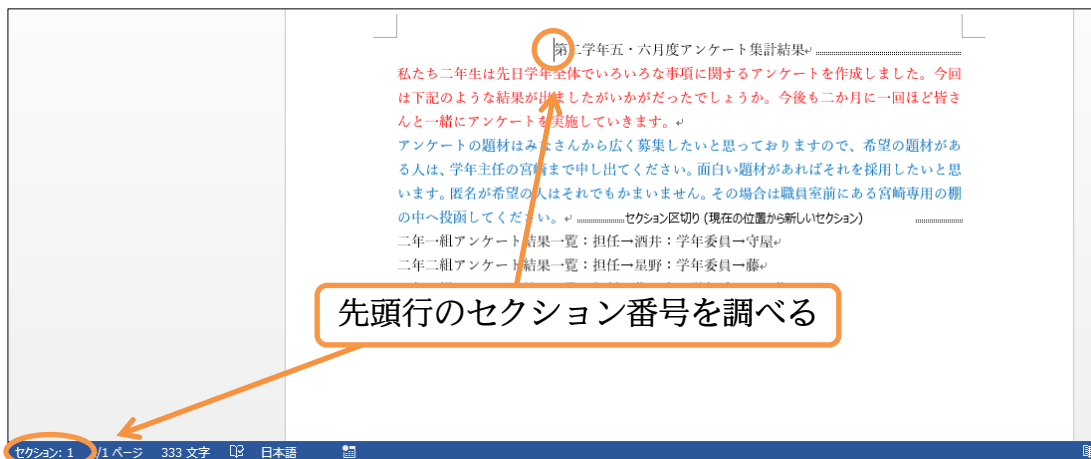 第二学年五・六月度アンケート集計結果
私たち二年生は先日学年全体でいろいろな事項に関するアンケートを作成しました。今回
は下記のような結果が出ましたがいかがだったでしょうか。今後も二か月に一回ほど皆さ
んと一緒にアンケートを実施していきます。
アンケートの題材はみなさんから広く募集したいと思っておりますので、希望の題材があ
る人は、学年主任の宮崎まで申し出てください。面白い題材があればそれを採用したいと思
います。匿名が希望の人はそれでもかまいません。その場合は職員室前にある宮崎専用の棚
の中へ投函してください。 セクション区切り (現在の位置から新しいセクション)
二年一組アンケート結果一覧：担任→酒井：学年委員→守屋
二年二組アンケート結果一覧：担任→星野：学年委員→藤
先頭行のセクション番号を調べる
セクション: 1 /1 ページ 333 文字 日本語